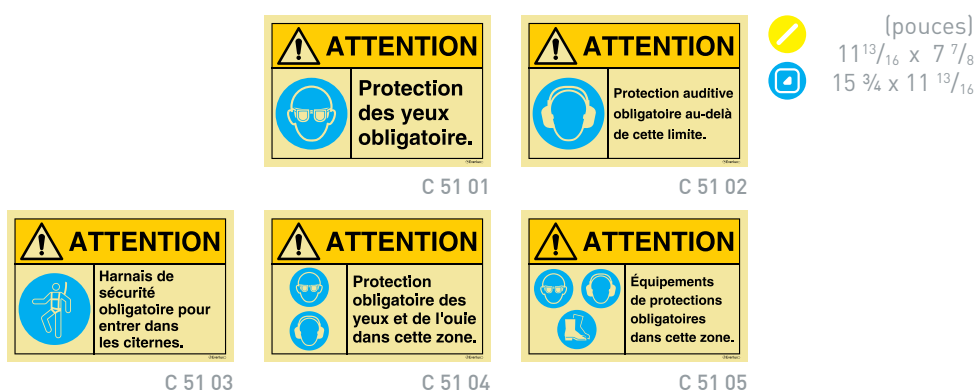 ATTENTION
Protection
des yeux
obligatoire.
C 51 01
ATTENTION
Protection auditive
obligatoire au-delà
de cette limite.
C 51 02
(pouces)
11 13/16 x 7 7/8
15 ¾ x 11 13/16
ATTENTION
Harnais de
sécurité
obligatoire pour
entrer dans
les citernes.
C 51 03
ATTENTION
Protection
obligatoire des
yeux et de l'ouie
dans cette zone.
C 51 04
ATTENTION
Équipements
de protections
obligatoires
dans cette zone.
C 51 05